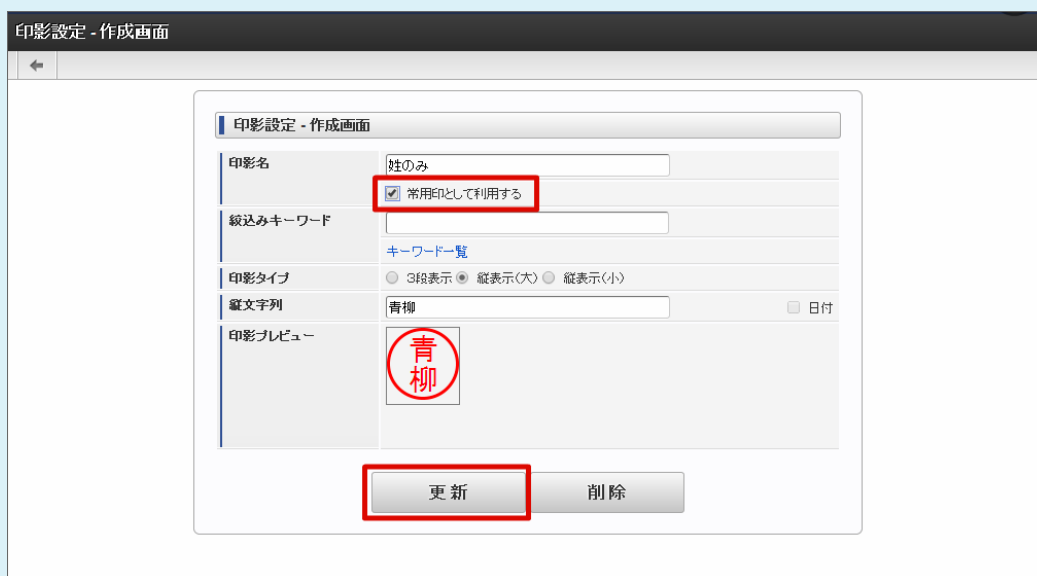 印影設定 - 作成画面
印影設定 - 作成画面
印影名
姓のみ
常用印として利用する
絞込みキーワード
キーワード一覧
印影タイプ
3段表示 縦表示(大) 縦表示(小)
縦文字列
青柳
日付
印影プレビュー
青
柳
更新
削除